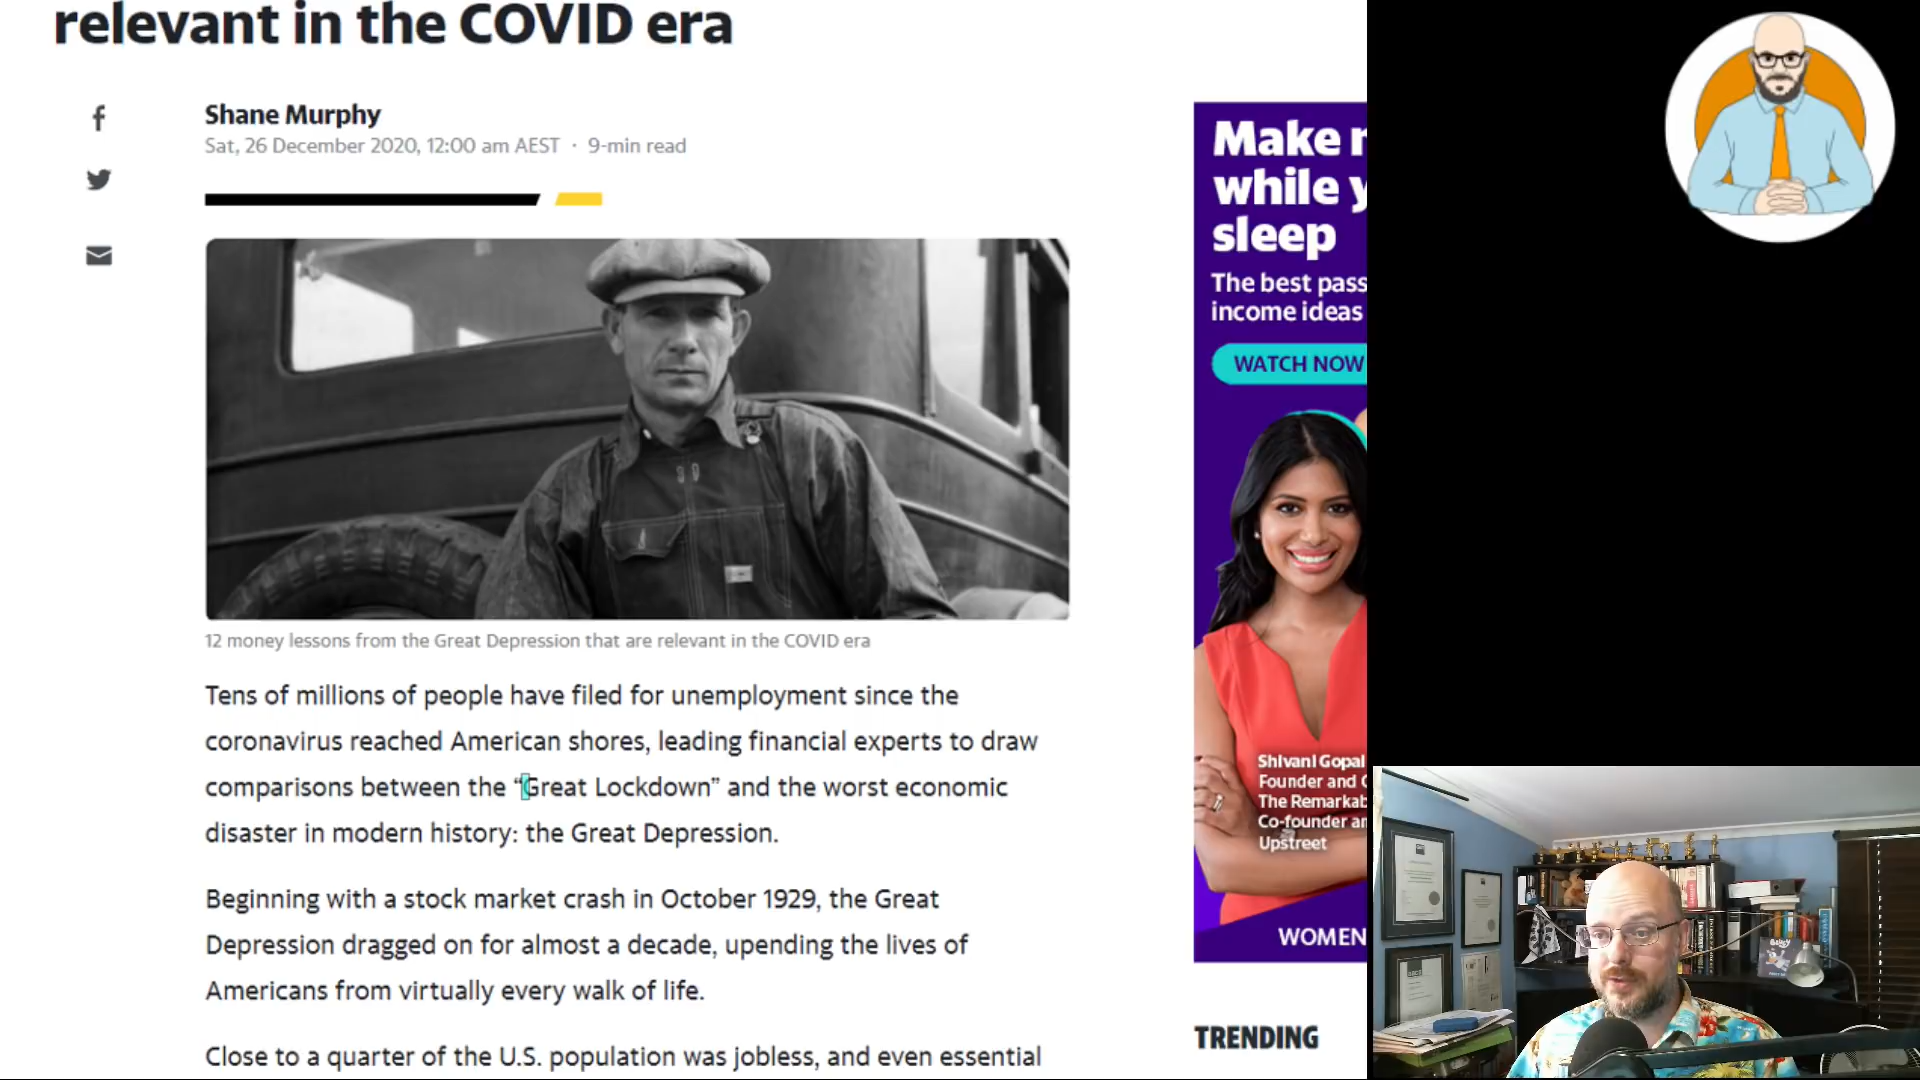 relevant in the COVID era
Shane Murphy
Sat, 26 December 2020, 12:00 am AEST · 9-min read
12 money lessons from the Great Depression that are relevant in the COVID era
Tens of millions of people have filed for unemployment since the
coronavirus reached American shores, leading financial experts to draw
comparisons between the “Great Lockdown” and the worst economic
disaster in modern history: the Great Depression.
Beginning with a stock market crash in October 1929, the Great
Depression dragged on for almost a decade, upending the lives of
Americans from virtually every walk of life.
Close to a quarter of the U.S. population was jobless, and even essential
Make
while y
sleep
The best pass
income ideas
WATCH NOW
Shivani Gopal
Founder and
The Remarkab
Co-founder an
Upstreet
WOMEN
TRENDING